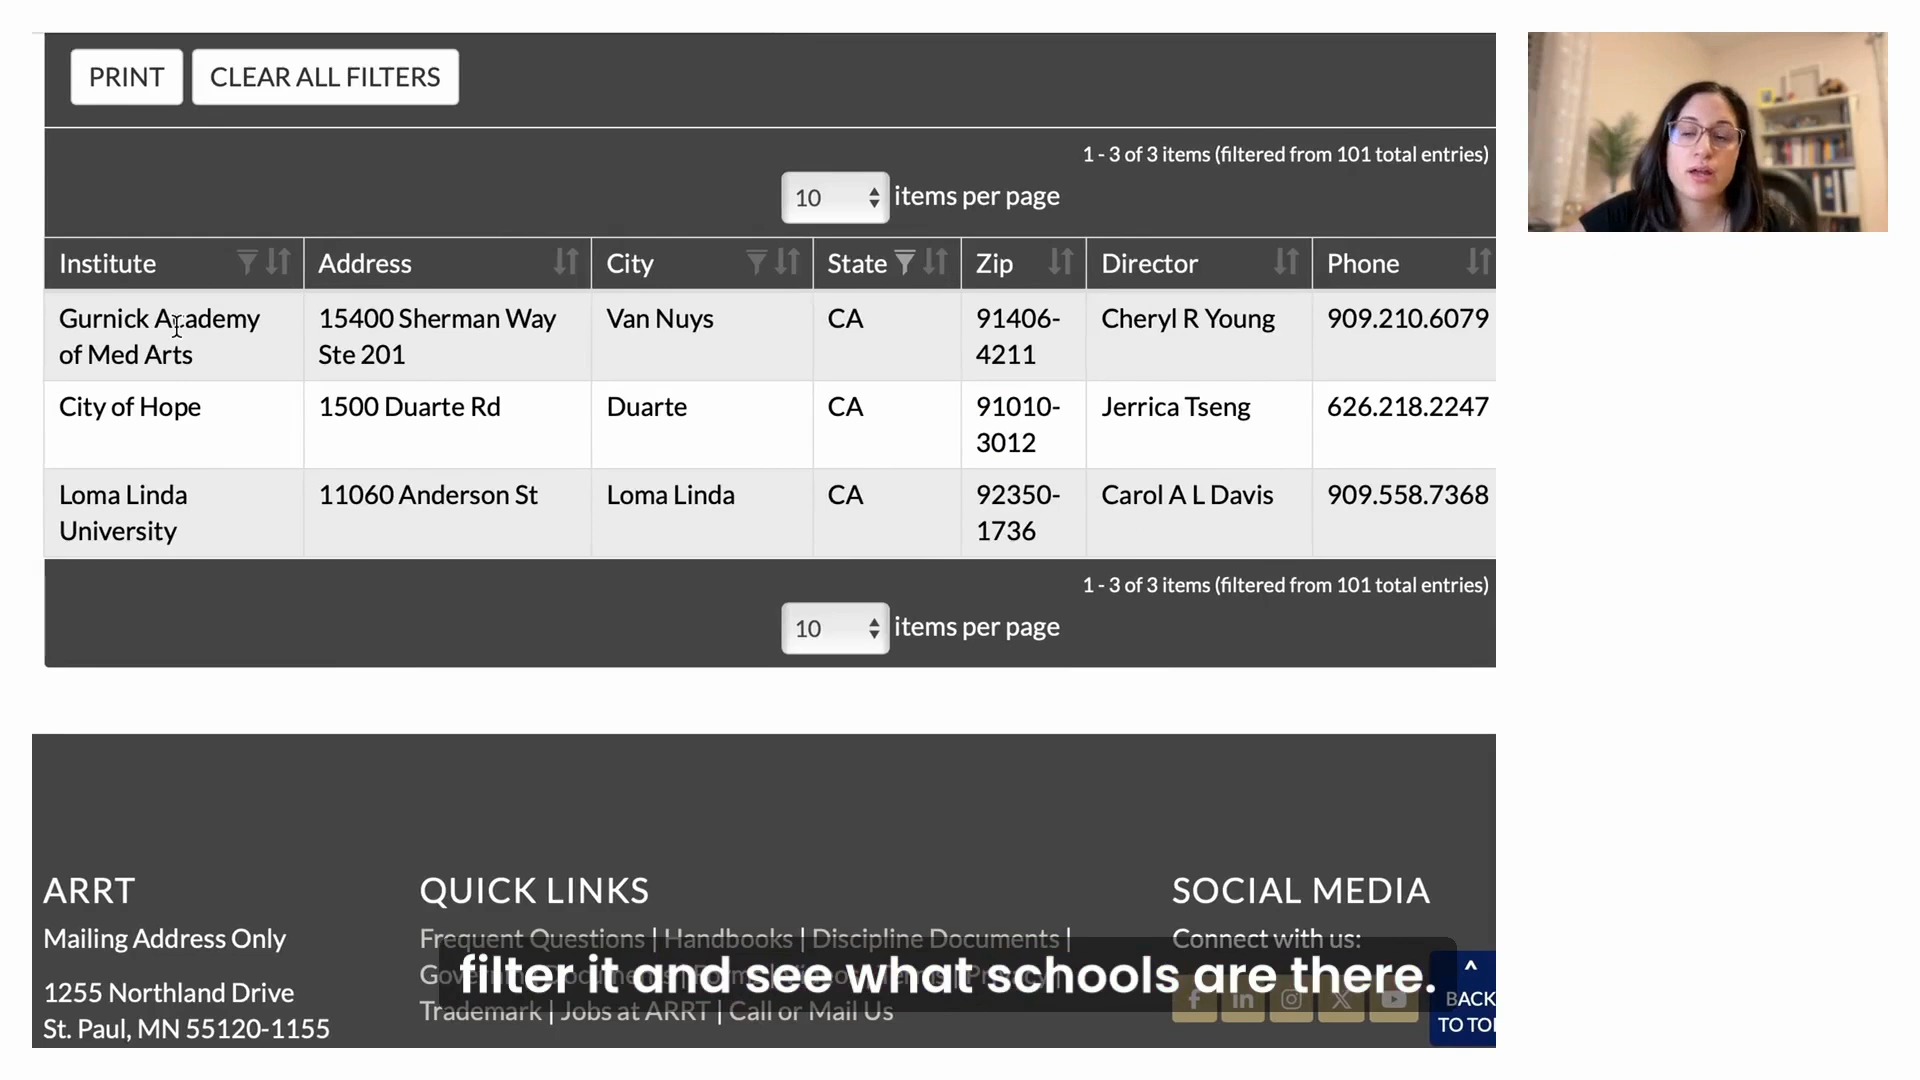 PRINT CLEAR ALL FILTERS
1 - 3 of 3 items (filtered from 101 total entries)
10 items per page
Institute Address City State Zip Director Phone
Gurnick Academy of Med Arts 15400 Sherman Way Ste 201 Van Nuys CA 91406-4211 Cheryl R Young 909.210.6079
City of Hope 1500 Duarte Rd Duarte CA 91010-3012 Jerrica Tseng 626.218.2247
Loma Linda University 11060 Anderson St Loma Linda CA 92350-1736 Carol A L Davis 909.558.7368
1 - 3 of 3 items (filtered from 101 total entries)
10 items per page
ARRT
Mailing Address Only
1255 Northland Drive
St. Paul, MN 55120-1155
QUICK LINKS
Frequent Questions | Handbooks | Discipline Documents |
Trademark | Jobs at ARRT | Call or Mail Us
SOCIAL MEDIA
Connect with us:
^
BACK
filter it and see what schools are there.